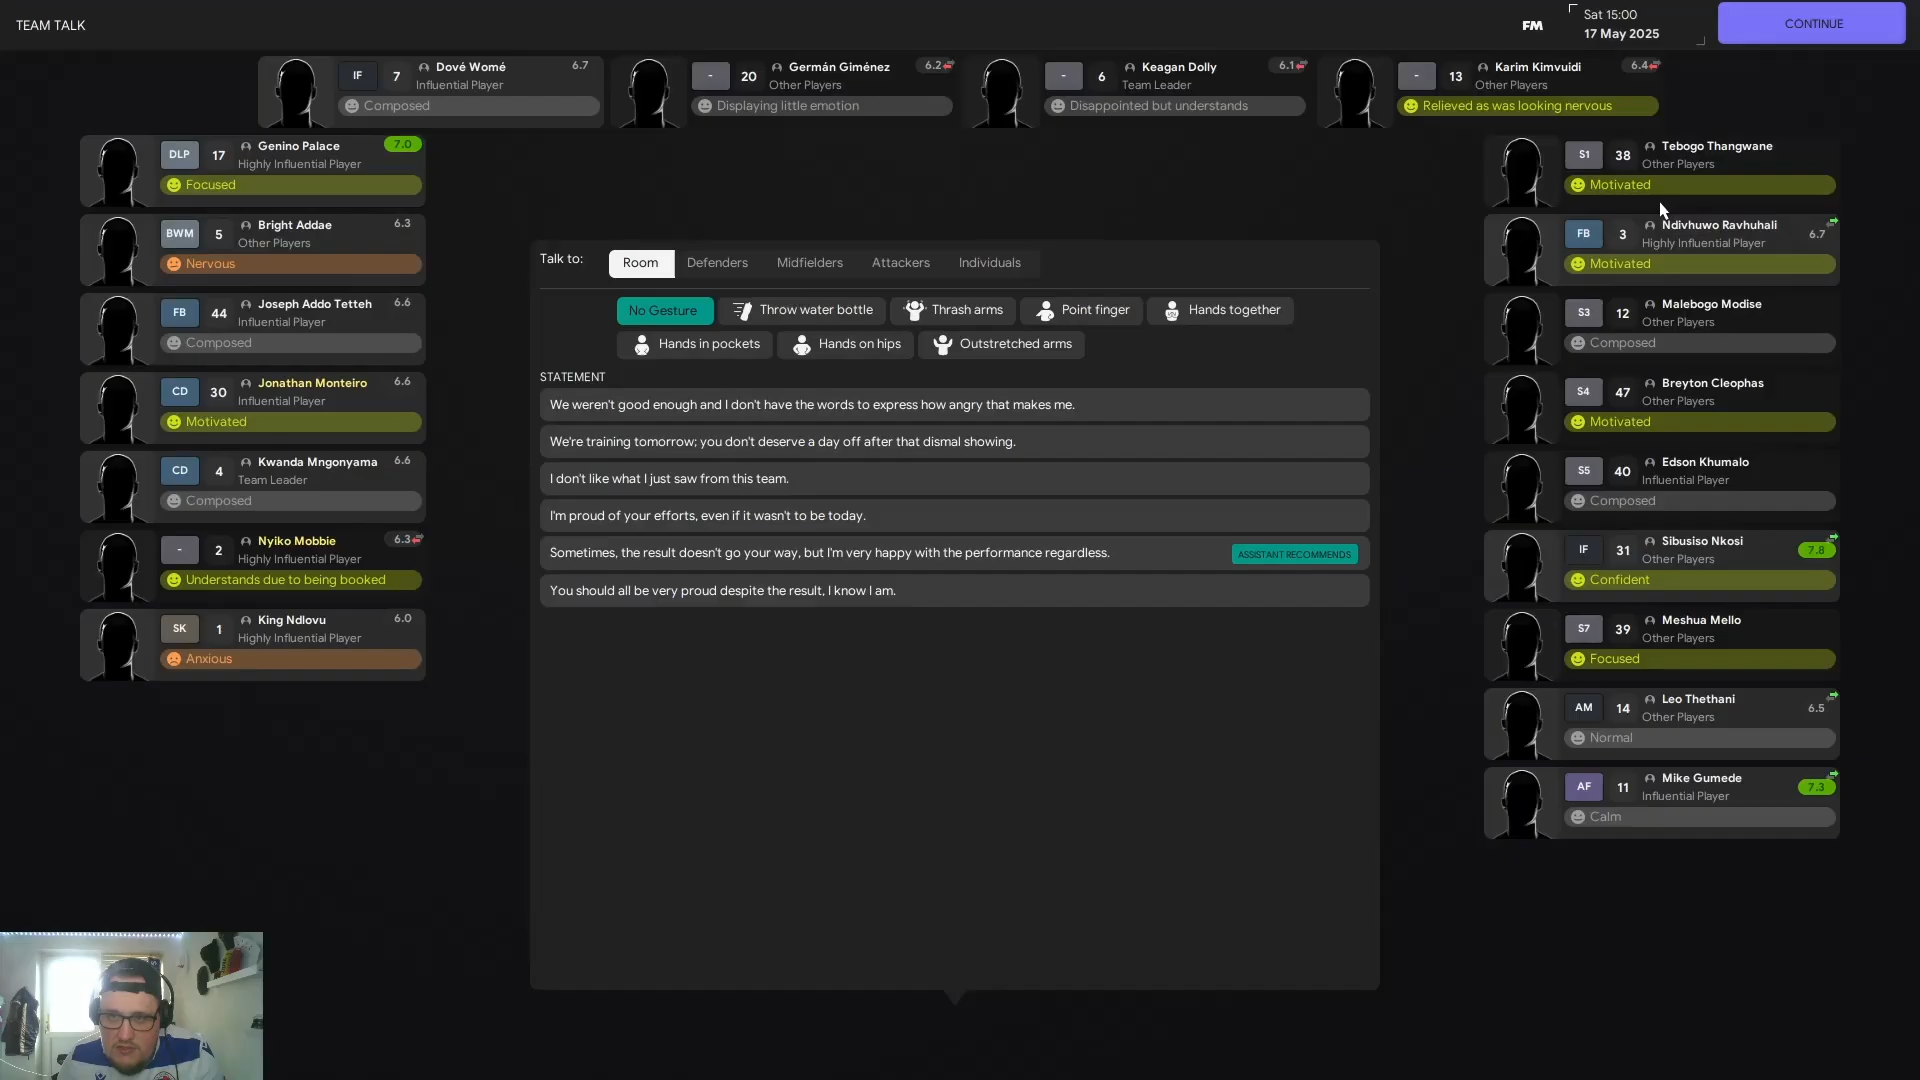 TEAM TALK
FM
Sat 15:00
17 May 2025
CONTINUE
IF 7 Dové Womé 6.7
Influential Player
Composed
- 20 Germán Giménez 6.2
Other Players
Displaying little emotion
- 6 Keagan Dolly 6.1
Team Leader
Disappointed but understands
- 13 Karim Kimvuidi 6.4
Other Players
Relieved as was looking nervous
DLP 17 Genino Palace 7.0
Highly Influential Player
Focused
BWM 5 Bright Addae 6.3
Other Players
Nervous
FB 44 Joseph Addo Tetteh 6.6
Influential Player
Composed
CD 30 Jonathan Monteiro 6.6
Influential Player
Motivated
CD 4 Kwanda Mngonyama 6.6
Team Leader
Composed
- 2 Nyiko Mobbie 6.3
Highly Influential Player
Understands due to being booked
SK 1 King Ndlovu 6.0
Highly Influential Player
Anxious
Talk to: Room Defenders Midfielders Attackers Individuals
No Gesture Throw water bottle Thrash arms Point finger Hands together
Hands in pockets Hands on hips Outstretched arms
STATEMENT
We weren't good enough and I don't have the words to express how angry that makes me.
We're training tomorrow; you don't deserve a day off after that dismal showing.
I don't like what I just saw from this team.
I'm proud of your efforts, even if it wasn't to be today.
Sometimes, the result doesn't go your way, but I'm very happy with the performance regardless. ASSISTANT RECOMMENDS
You should all be very proud despite the result, I know I am.
S1 38 Tebogo Thangwane
Other Players
Motivated
FB 3 Ndivhuwo Ravhuhali 6.7
Highly Influential Player
Motivated
S3 12 Malebogo Modise
Other Players
Composed
S4 47 Breyton Cleophas
Other Players
Motivated
S5 40 Edson Khumalo
Influential Player
Composed
IF 31 Sibusiso Nkosi 7.8
Other Players
Confident
S7 39 Meshua Mello
Other Players
Focused
AM 14 Leo Thethani 6.5
Other Players
Normal
AF 11 Mike Gumede 7.3
Influential Player
Calm